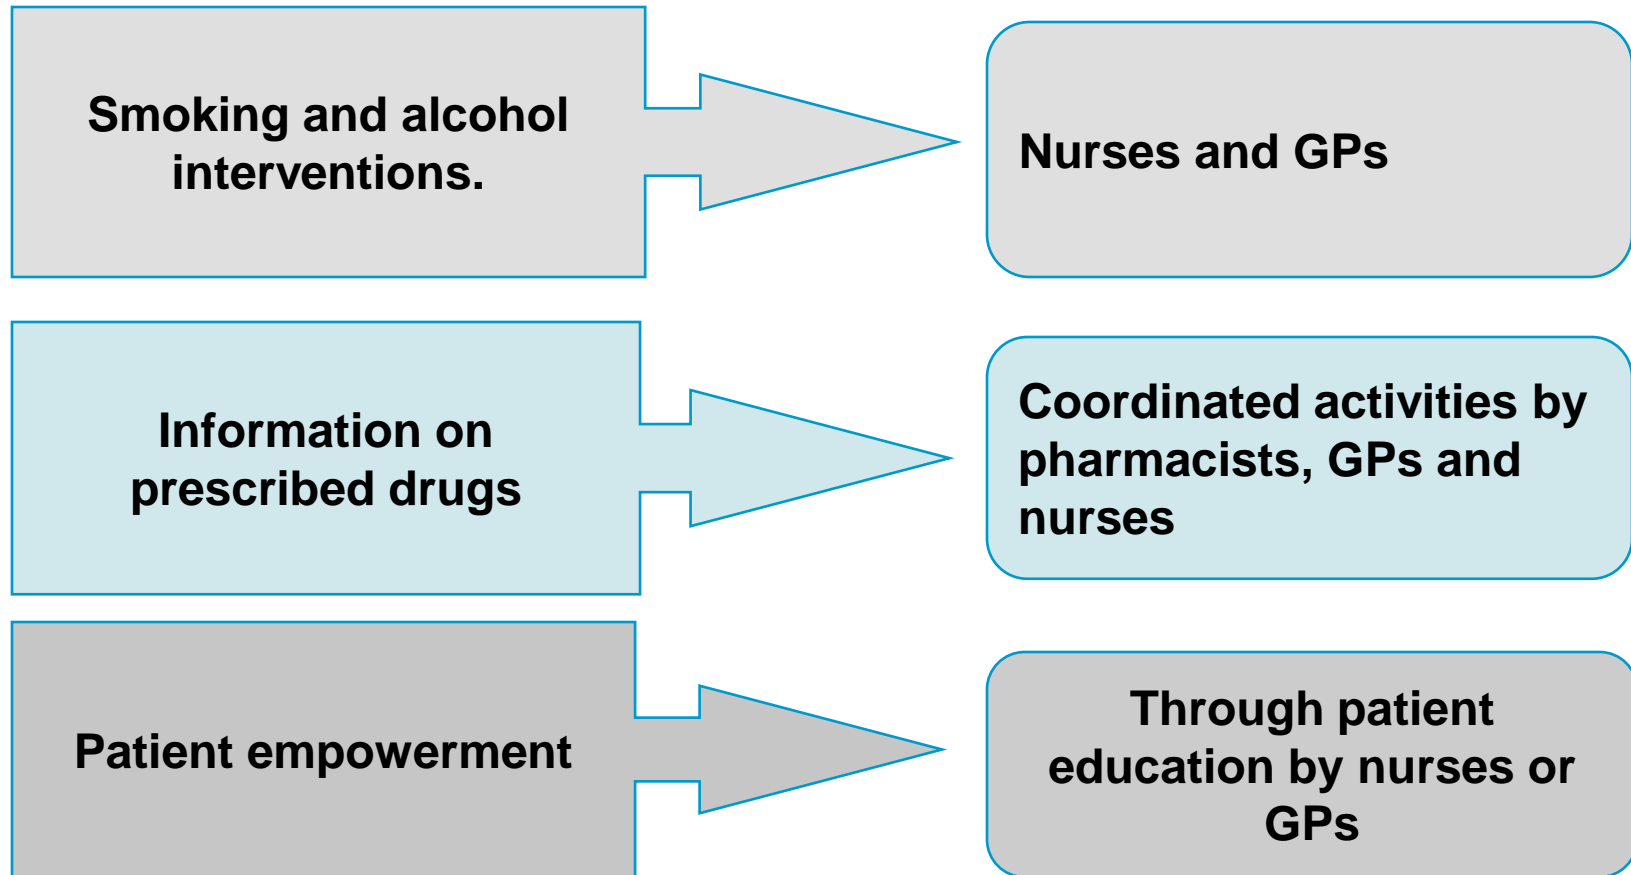 Smoking and alcohol
interventions.
Nurses and GPs
Information on
prescribed drugs
Coordinated activities by
pharmacists, GPs and
nurses
Patient empowerment
Through patient
education by nurses or
GPs